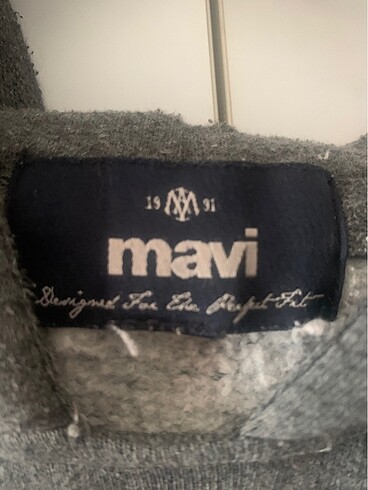 19 M 91
mavi
Designed For The Perfect Fit